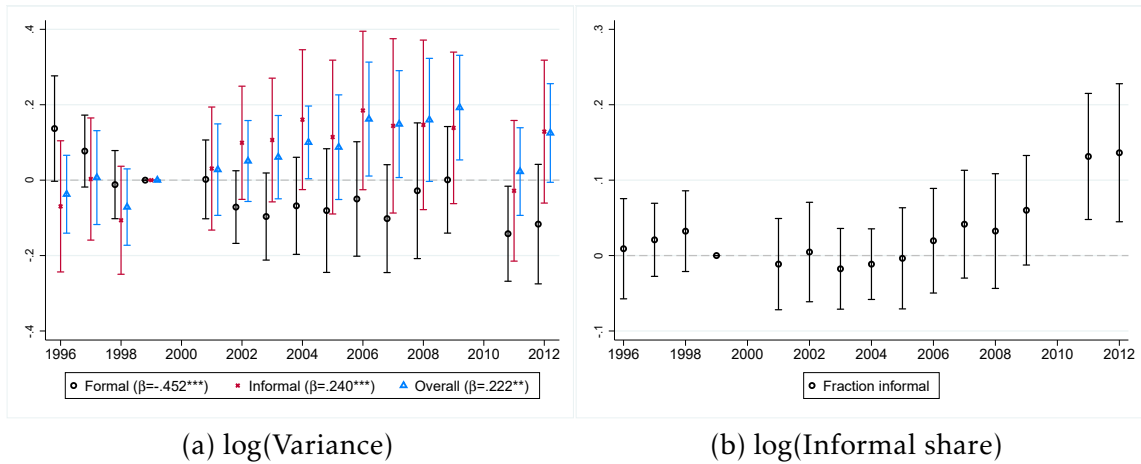 .4
.2
0
-.2
-.4
1996 1998 2000 2002 2004 2006 2008 2010 2012
Formal (β=-.452***) Informal (β=.240***) Overall (β=.222**)
(a) log(Variance)
.3
.2
.1
0
-.1
1996 1998 2000 2002 2004 2006 2008 2010 2012
Fraction informal
(b) log(Informal share)